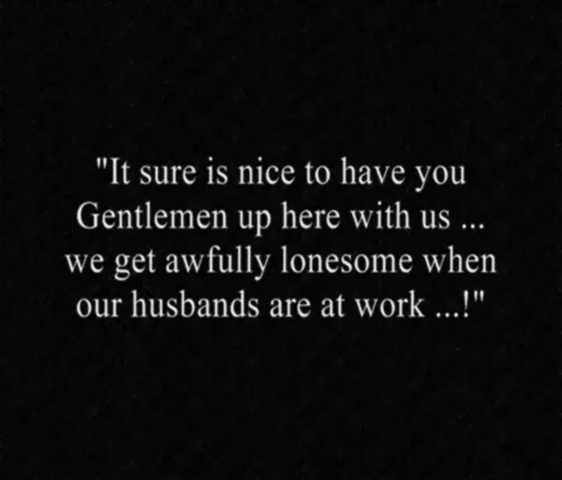 "It sure is nice to have you
Gentlemen up here with us ...
we get awfully lonesome when
our husbands are at work ...!"